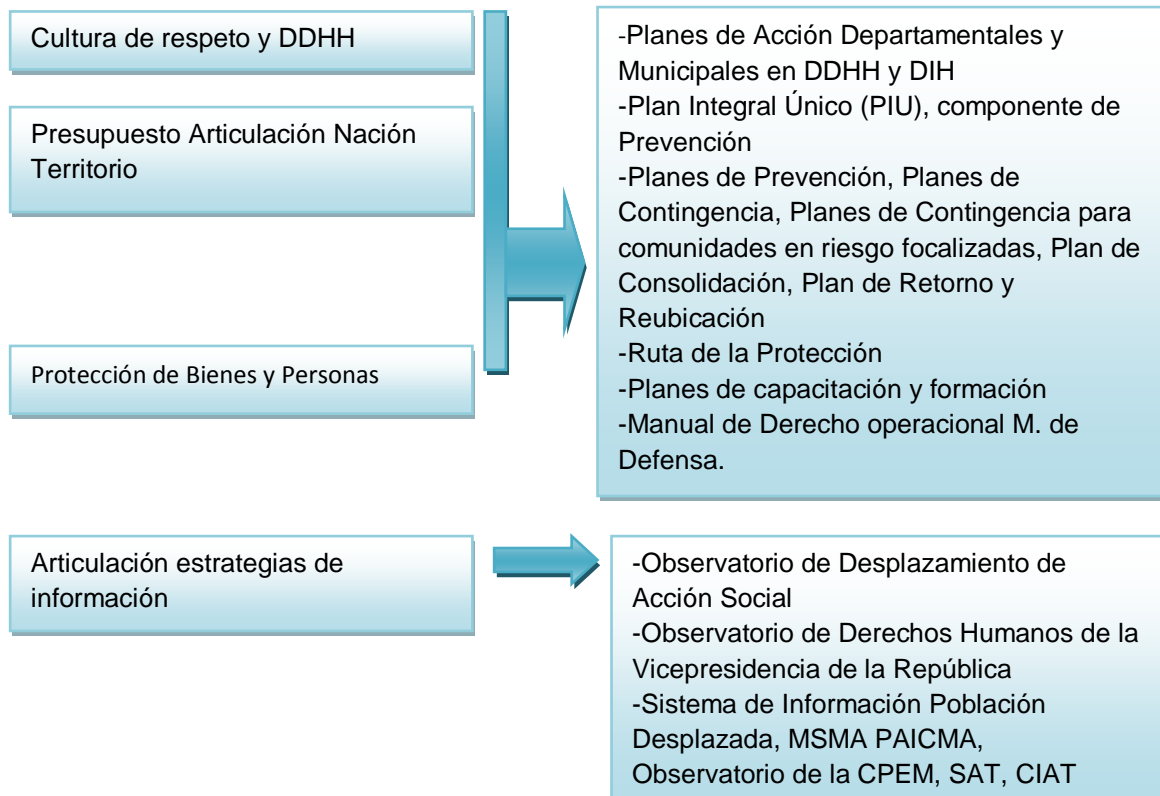 Cultura de respeto y DDHH
Presupuesto Articulación Nación
Territorio
Protección de Bienes y Personas
-Planes de Acción Departamentales y
Municipales en DDHH y DIH
-Plan Integral Único (PIU), componente de
Prevención
-Planes de Prevención, Planes de
Contingencia, Planes de Contingencia para
comunidades en riesgo focalizadas, Plan de
Consolidación, Plan de Retorno y
Reubicación
-Ruta de la Protección
-Planes de capacitación y formación
-Manual de Derecho operacional M. de
Defensa.
Articulación estrategias de
información
-Observatorio de Desplazamiento de
Acción Social
-Observatorio de Derechos Humanos de la
Vicepresidencia de la República
-Sistema de Información Población
Desplazada, MSMA PAICMA,
Observatorio de la CPEM, SAT, CIAT